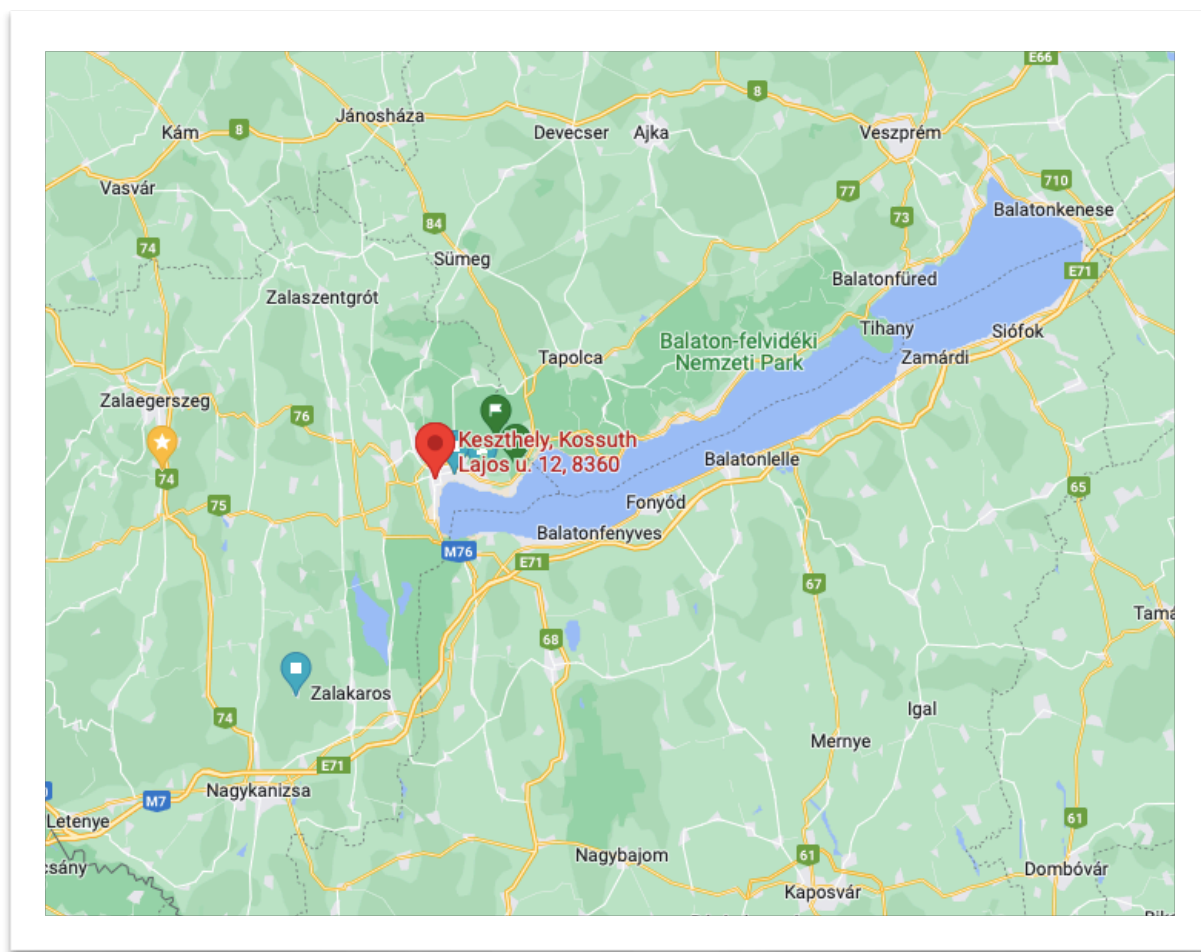 E66
8
Jánosháza
Kám
8
Devecser
Ajka
Veszprém
Vasvár
77
710
73
Balatonkenese
84
74
Sümeg
E71
Balatonfüred
Zalaszentgrót
Tihany
Siófok
Balaton-felvidéki
Nemzeti Park
Tapolca
Zamárdi
Zalaegerszeg
76
Keszthely, Kossuth
Lajos u. 12, 8360
Balatonlelle
74
65
75
Fonyód
Balatonfenyves
M76
E71
67
Tamá
68
Zalakaros
Igal
74
Mernye
E71
Nagykanizsa
M7
Letenye
61
csány
Nagybajom
61
Dombóvár
Kaposvár